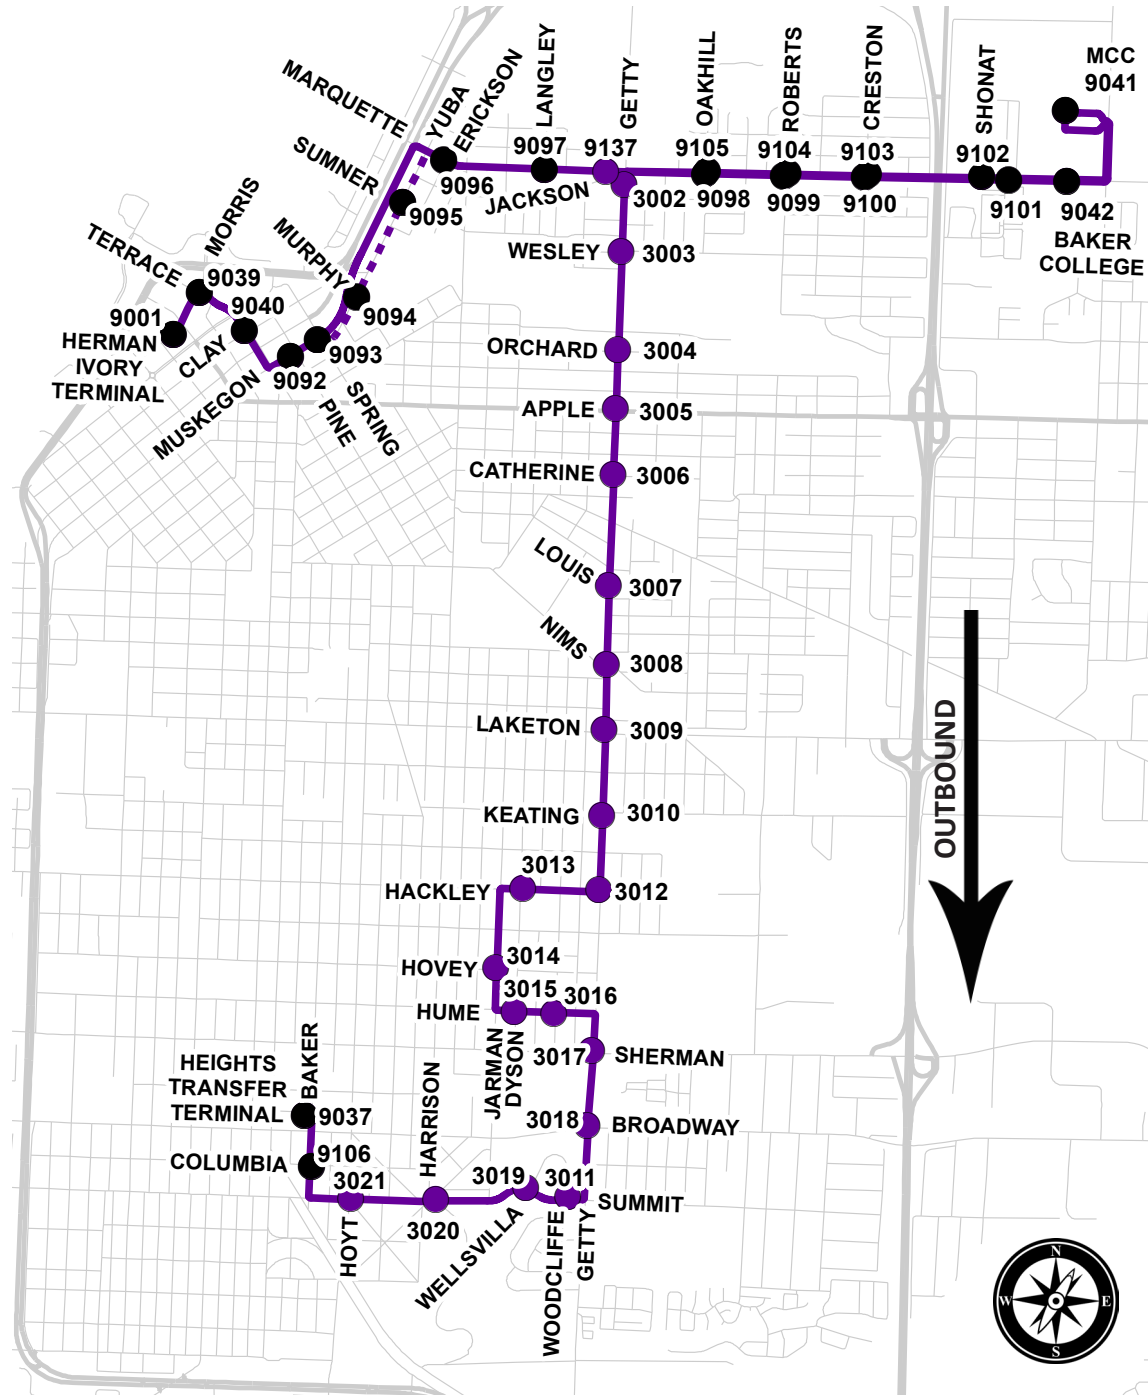 MCC
9041
MARQUETTE
YUBA
ERICKSON
LANGLEY
GETTY
OAKHILL
ROBERTS
CRESTON
SHONAT
SUMNER
9097
9137
9105
9104
9103
9102
9096
JACKSON
3002
9098
9099
9100
9101
9042
BAKER
COLLEGE
9095
MORRIS
TERRACE
MURPHY
WESLEY
3003
9039
9040
9001
9094
HERMAN
IVORY
TERMINAL
CLAY
9093
9092
MUSKEGON
PINE
SPRING
ORCHARD
3004
APPLE
3005
CATHERINE
3006
LOUIS
3007
NIMS
3008
LAKETON
3009
OUTBOUND
KEATING
3010
3013
HACKLEY
3012
HOVEY
3014
3015
3016
HUME
JARMAN
DYSON
3017
SHERMAN
BAKER
HEIGHTS
TRANSFER
TERMINAL
9037
HARRISON
3018
BROADWAY
COLUMBIA
9106
3021
3019
3011
SUMMIT
3020
HOYT
WELLSVILLA
WOODCLIFFE
GETTY
N
W
E
S